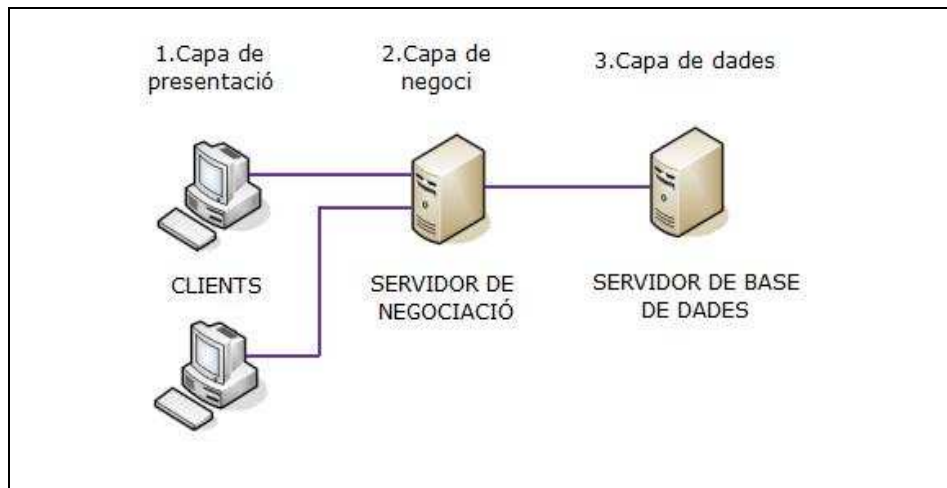 1.Capa de
presentació
2.Capa de
negoci
3.Capa de dades
CLIENTS
SERVIDOR DE
NEGOCIACIÓ
SERVIDOR DE BASE
DE DADES